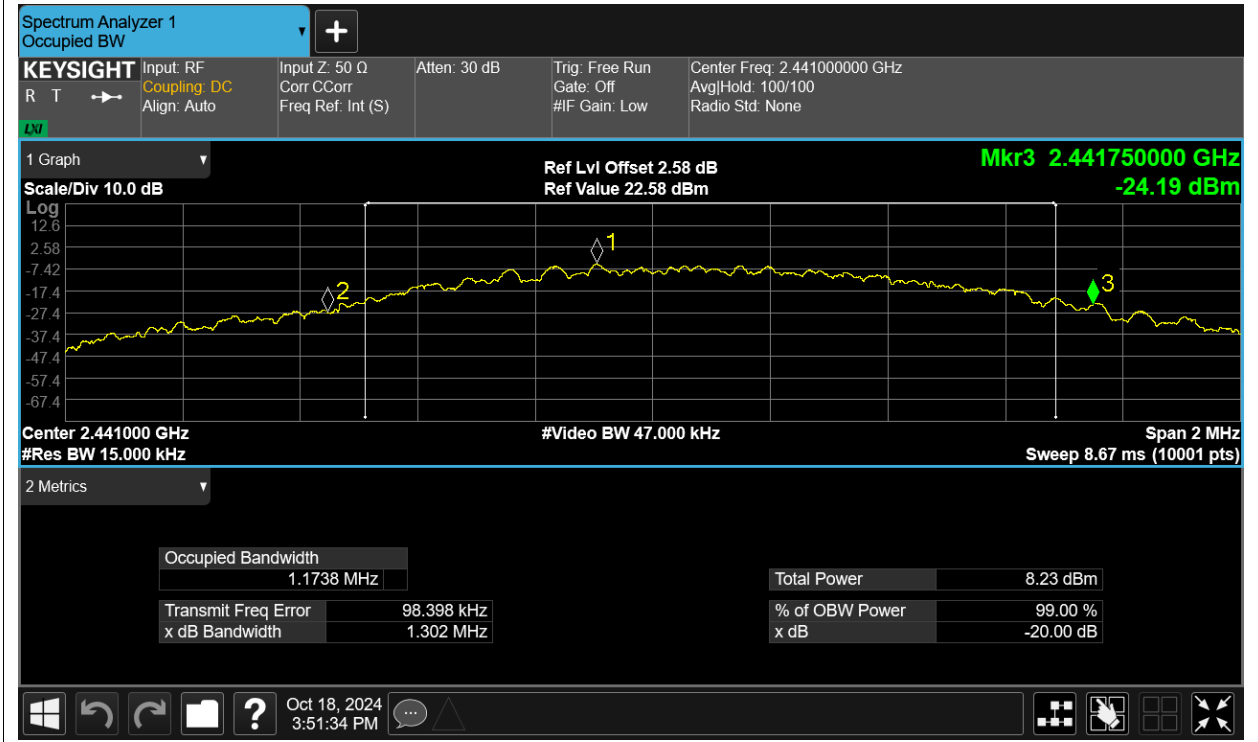 Spectrum Analyzer 1
Occupied BW
KEYSIGHT
R T
LXI
Input: RF
Coupling: DC
Align: Auto
Input Z: 50 Ω
Corr CCorr
Freq Ref: Int (S)
Atten: 30 dB
Trig: Free Run
Gate: Off
#IF Gain: Low
Center Freq: 2.441000000 GHz
Avg|Hold: 100/100
Radio Std: None
1 Graph
Scale/Div 10.0 dB
Ref Lvl Offset 2.58 dB
Ref Value 22.58 dBm
Mkr3 2.441750000 GHz
-24.19 dBm
Log
12.6
2.58
-7.42
-17.4
-27.4
-37.4
-47.4
-57.4
-67.4
1
2
3
Center 2.441000 GHz
#Video BW 47.000 kHz
Span 2 MHz
#Res BW 15.000 kHz
Sweep 8.67 ms (10001 pts)
2 Metrics
Occupied Bandwidth
1.1738 MHz
Total Power 8.23 dBm
Transmit Freq Error 98.398 kHz
% of OBW Power 99.00 %
x dB Bandwidth 1.302 MHz
x dB -20.00 dB
?
Oct 18, 2024
3:51:34 PM